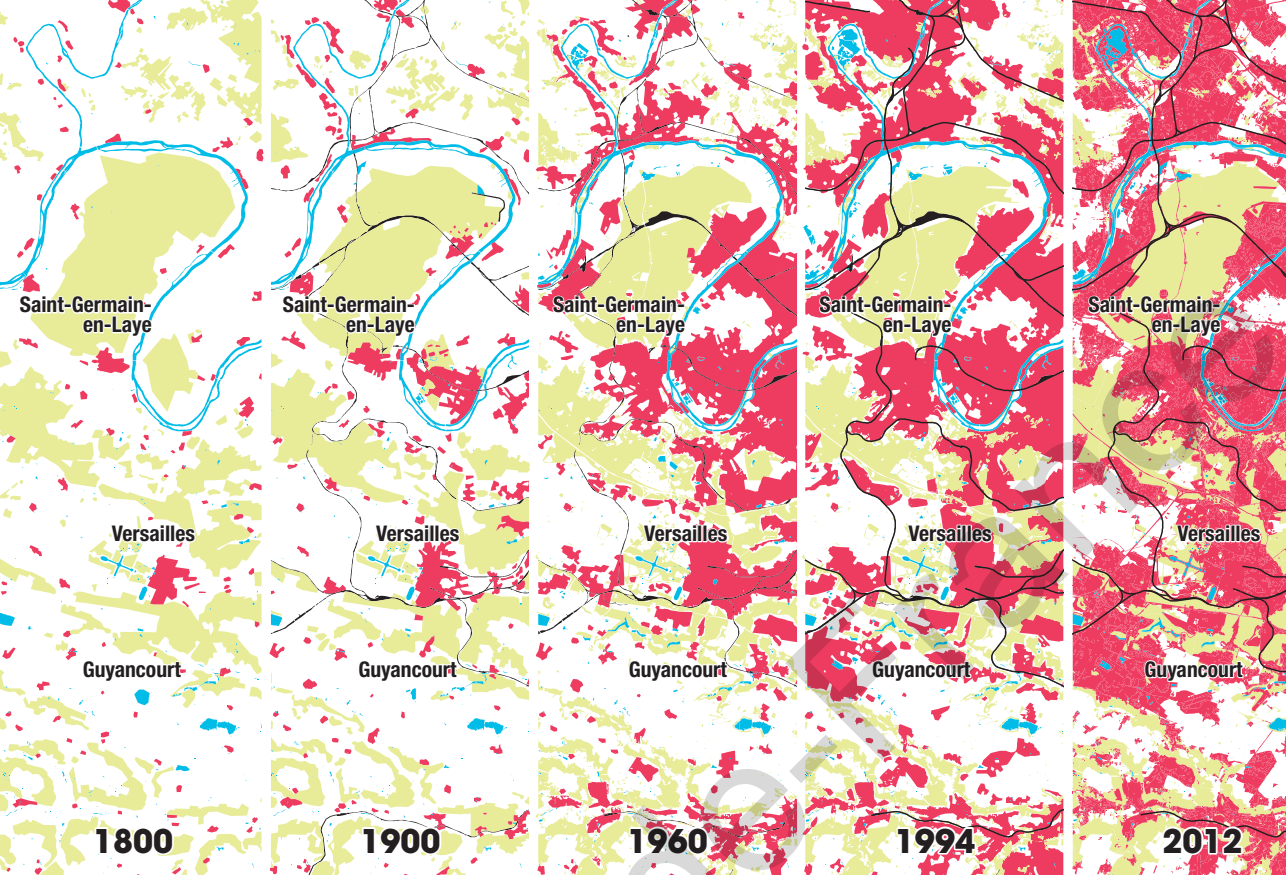 Saint-Germain-
en-Laye
Versailles
Guyancourt
1800
Saint-Germain-
en-Laye
Versailles
Guyancourt
1900
Saint-Germain-
en-Laye
Versailles
Guyancourt
1960
Saint-Germain-
en-Laye
Versailles
Guyancourt
1994
Saint-Germain-
en-Laye
Versailles
Guyancourt
2012